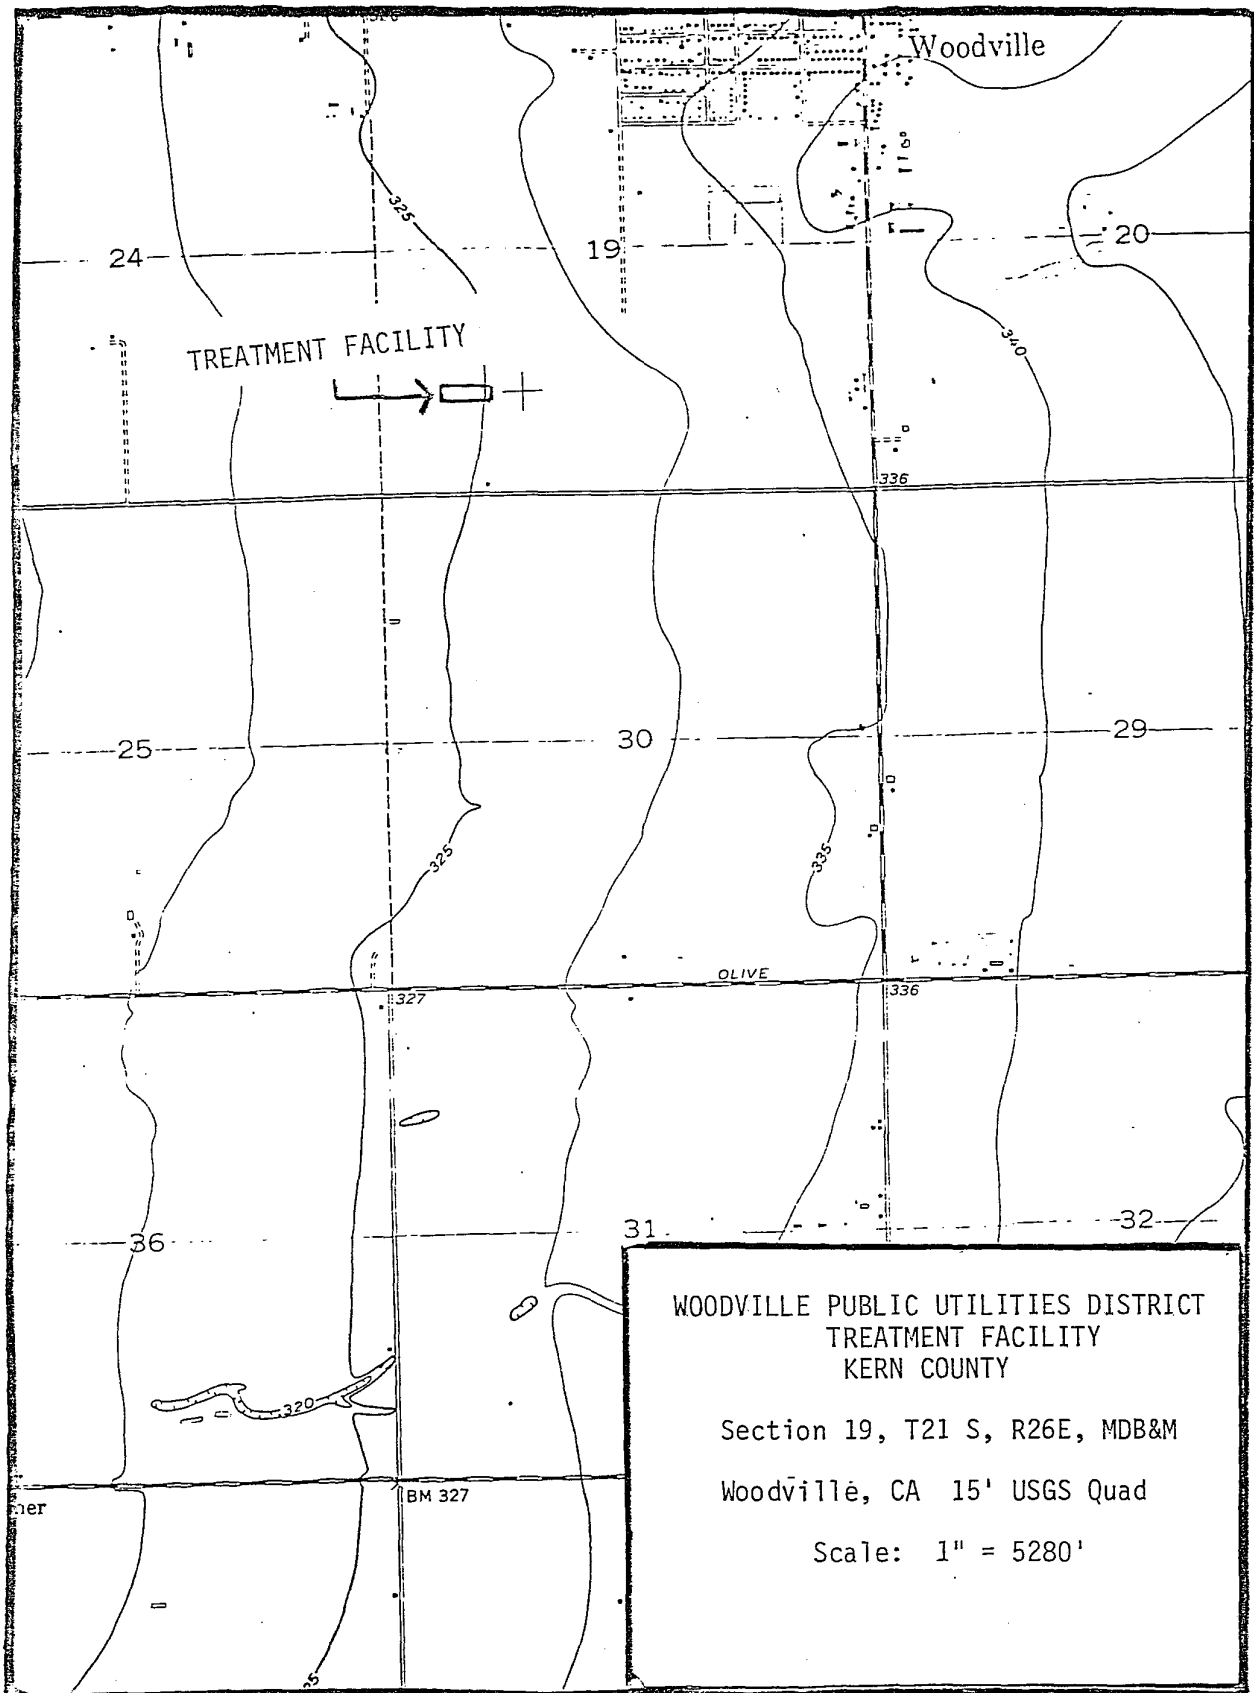 Woodville
325
24
19
20
340
TREATMENT FACILITY
336
25
30
29
325
335
OLIVE
327
336
36
31
32
320
BM 327
WOODVILLE PUBLIC UTILITIES DISTRICT
TREATMENT FACILITY
KERN COUNTY
Section 19, T21 S, R26E, MDB&M
Woodville, CA 15' USGS Quad
Scale: 1" = 5280'